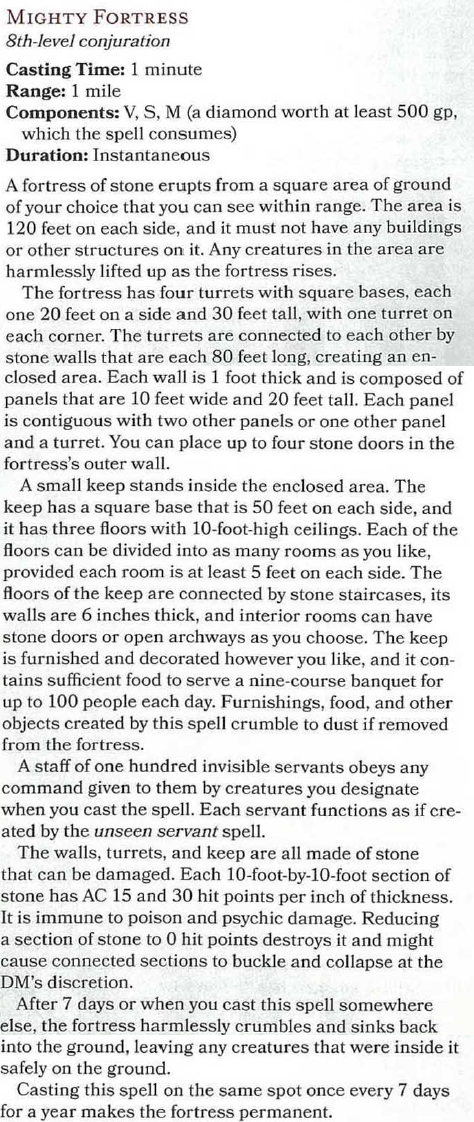 MIGHTY FORTRESS
8th-level conjuration
Casting Time: 1 minute
Range: 1 mile
Components: V, S, M (a diamond worth at least 500 gp,
which the spell consumes)
Duration: Instantaneous
A fortress of stone erupts from a square area of ground
of your choice that you can see within range. The area is
120 feet on each side, and it must not have any buildings
or other structures on it. Any creatures in the area are
harmlessly lifted up as the fortress rises.
The fortress has four turrets with square bases, each
one 20 feet on a side and 30 feet tall, with one turret on
each corner. The turrets are connected to each other by
stone walls that are each 80 feet long, creating an en-
closed area. Each wall is 1 foot thick and is composed of
panels that are 10 feet wide and 20 feet tall. Each panel
is contiguous with two other panels or one other panel
and a turret. You can place up to four stone doors in the
fortress's outer wall.
A small keep stands inside the enclosed area. The
keep has a square base that is 50 feet on each side, and
it has three floors with 10-foot-high ceilings. Each of the
floors can be divided into as many rooms as you like,
provided each room is at least 5 feet on each side. The
floors of the keep are connected by stone staircases, its
walls are 6 inches thick, and interior rooms can have
stone doors or open archways as you choose. The keep
is furnished and decorated however you like, and it con-
tains sufficient food to serve a nine-course banquet for
up to 100 people each day. Furnishings, food, and other
objects created by this spell crumble to dust if removed
from the fortress.
A staff of one hundred invisible servants obeys any
command given to them by creatures you designate
when you cast the spell. Each servant functions as if cre-
ated by the unseen servant spell.
The walls, turrets, and keep are all made of stone
that can be damaged. Each 10-foot-by-10-foot section of
stone has AC 15 and 30 hit points per inch of thickness.
It is immune to poison and psychic damage. Reducing
a section of stone to 0 hit points destroys it and might
cause connected sections to buckle and collapse at the
DM's discretion.
After 7 days or when you cast this spell somewhere
else, the fortress harmlessly crumbles and sinks back
into the ground, leaving any creatures that were inside it
safely on the ground.
Casting this spell on the same spot once every 7 days
for a year makes the fortress permanent.